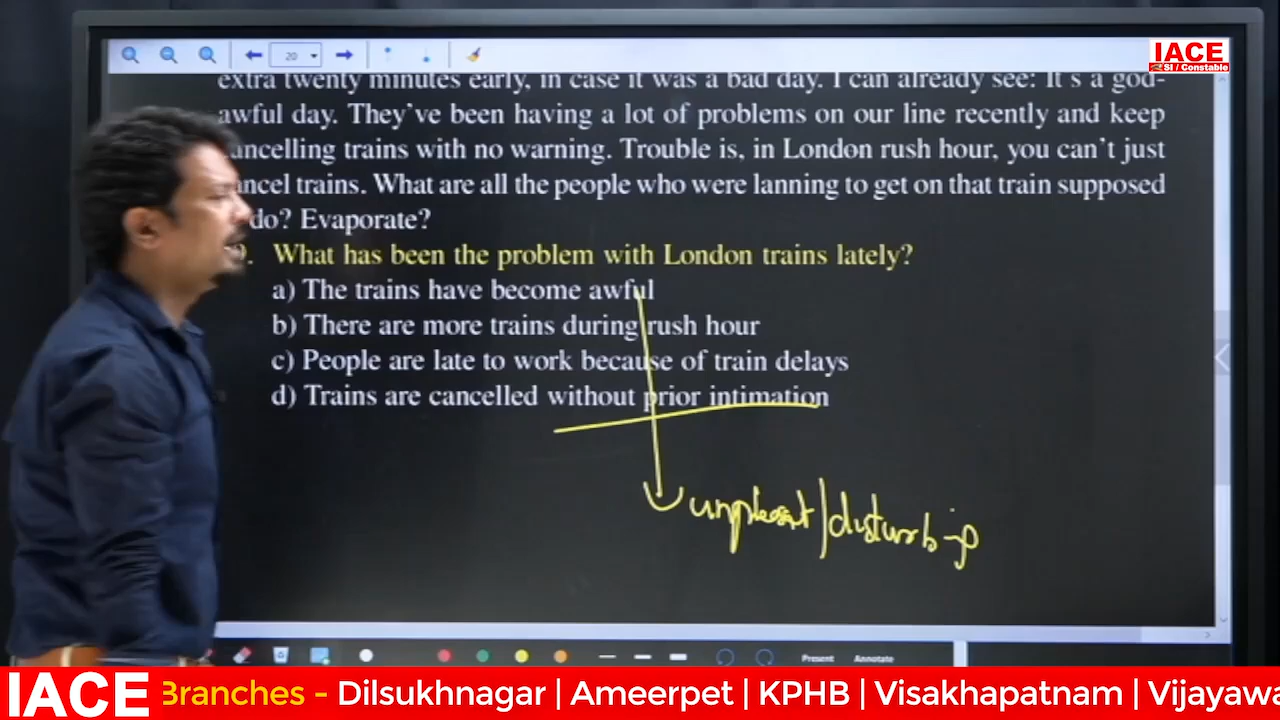 20
IACE
SI / Constable
extra twenty minutes early, in case it was a bad day. I can already see: It's a god-
awful day. They've been having a lot of problems on our line recently and keep
ancelling trains with no warning. Trouble is, in London rush hour, you can't just
ancel trains. What are all the people who were lanning to get on that train supposed
do? Evaporate?
9. What has been the problem with London trains lately?
a) The trains have become awful
b) There are more trains during rush hour
c) People are late to work because of train delays
d) Trains are cancelled without prior intimation
unpleasant/disturbing
Present Annotate
IACE Branches - Dilsukhnagar | Ameerpet | KPHB | Visakhapatnam | Vijayawa